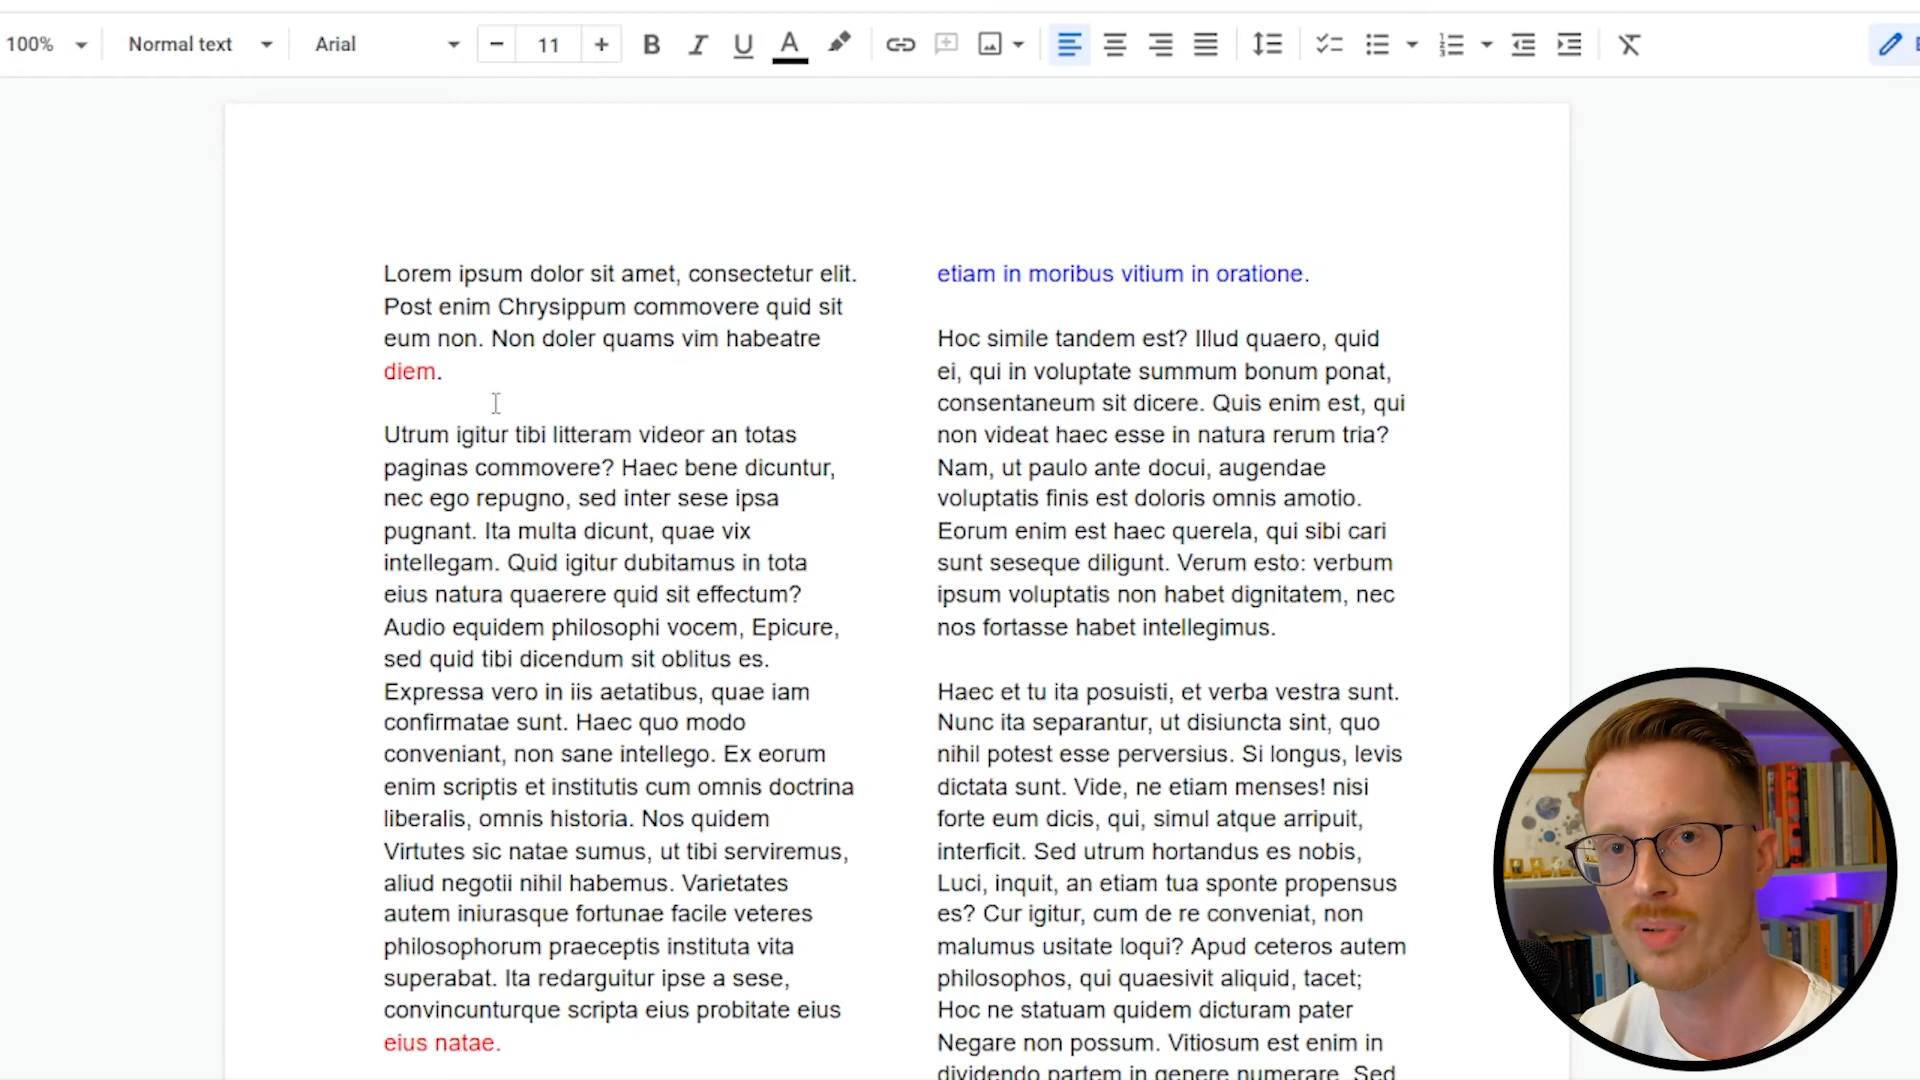 100%
Normal text
Arial
11
Lorem ipsum dolor sit amet, consectetur elit.
Post enim Chrysippum commovere quid sit
eum non. Non doler quams vim habeatre
diem.
Utrum igitur tibi litteram videor an totas
paginas commovere? Haec bene dicuntur,
nec ego repugno, sed inter sese ipsa
pugnant. Ita multa dicunt, quae vix
intellegam. Quid igitur dubitamus in tota
eius natura quaerere quid sit effectum?
Audio equidem philosophi vocem, Epicure,
sed quid tibi dicendum sit oblitus es.
Expressa vero in iis aetatibus, quae iam
confirmatae sunt. Haec quo modo
conveniant, non sane intellego. Ex eorum
enim scriptis et institutis cum omnis doctrina
liberalis, omnis historia. Nos quidem
Virtutes sic natae sumus, ut tibi serviremus,
aliud negotii nihil habemus. Varietates
autem iniurasque fortunae facile veteres
philosophorum praeceptis instituta vita
superabat. Ita redarguitur ipse a sese,
convincunturque scripta eius probitate eius
eius natae.
etiam in moribus vitium in oratione.
Hoc simile tandem est? Illud quaero, quid
ei, qui in voluptate summum bonum ponat,
consentaneum sit dicere. Quis enim est, qui
non videat haec esse in natura rerum tria?
Nam, ut paulo ante docui, augendae
voluptatis finis est doloris omnis amotio.
Eorum enim est haec querela, qui sibi cari
sunt seseque diligunt. Verum esto: verbum
ipsum voluptatis non habet dignitatem, nec
nos fortasse habet intellegimus.
Haec et tu ita posuisti, et verba vestra sunt.
Nunc ita separantur, ut disiuncta sint, quo
nihil potest esse perversius. Si longus, levis
dictata sunt. Vide, ne etiam menses! nisi
forte eum dicis, qui, simul atque arripuit,
interficit. Sed utrum hortandus es nobis,
Luci, inquit, an etiam tua sponte propensus
es? Cur igitur, cum de re conveniat, non
malumus usitate loqui? Apud ceteros autem
philosophos, qui quaesivit aliquid, tacet;
Hoc ne statuam quidem dicturam pater
Negare non possum. Vitiosum est enim in
dividendo partem in genere numerare. Sed